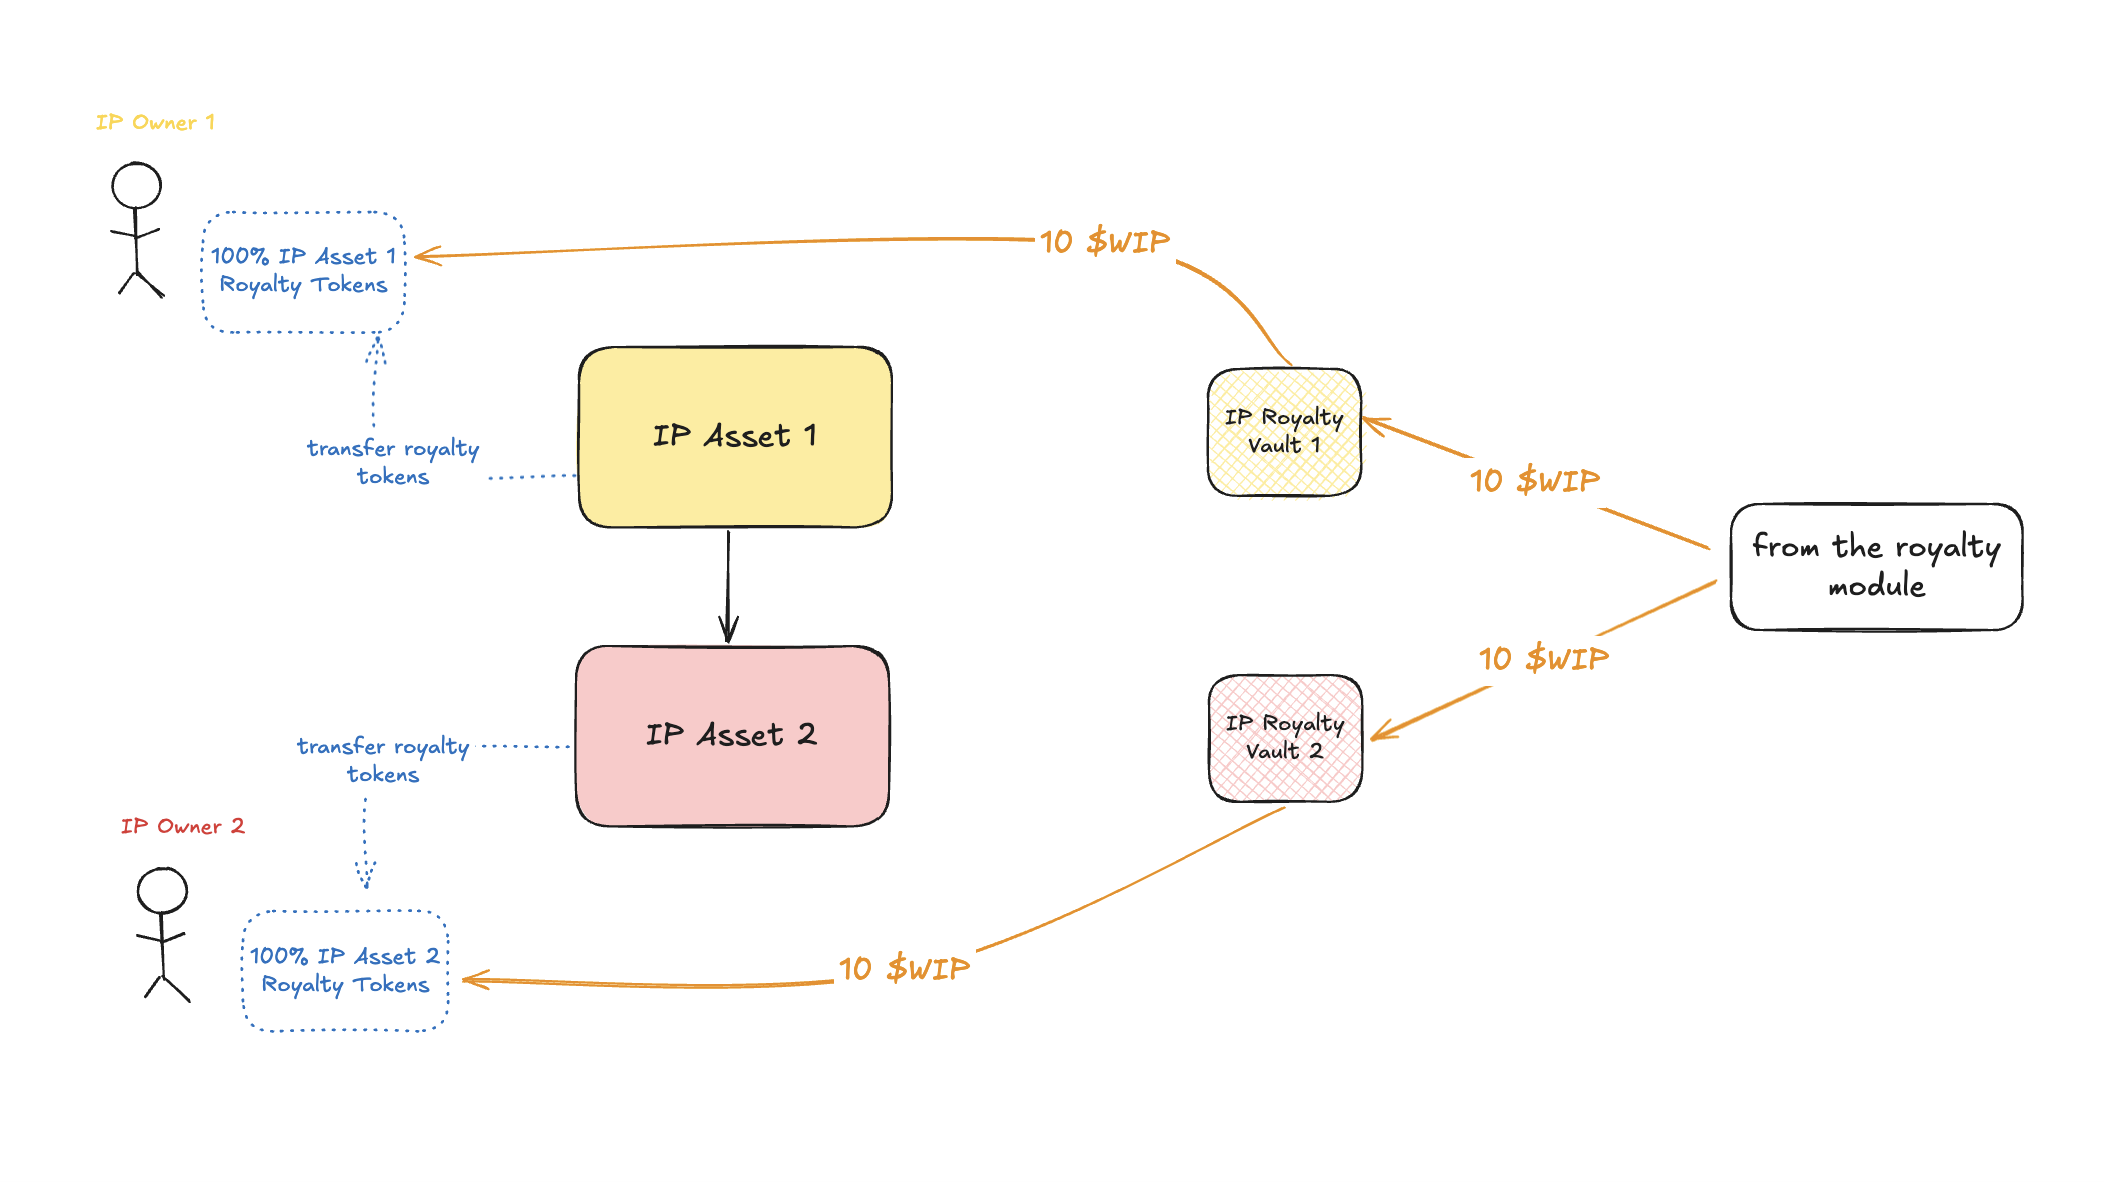 IP Owner 1
100% IP Asset 1
Royalty Tokens
10 $WIP
transfer royalty
tokens
IP Asset 1
IP Royalty
Vault 1
10 $WIP
from the royalty
module
10 $WIP
IP Asset 2
IP Royalty
Vault 2
transfer royalty
tokens
IP Owner 2
100% IP Asset 2
Royalty Tokens
10 $WIP